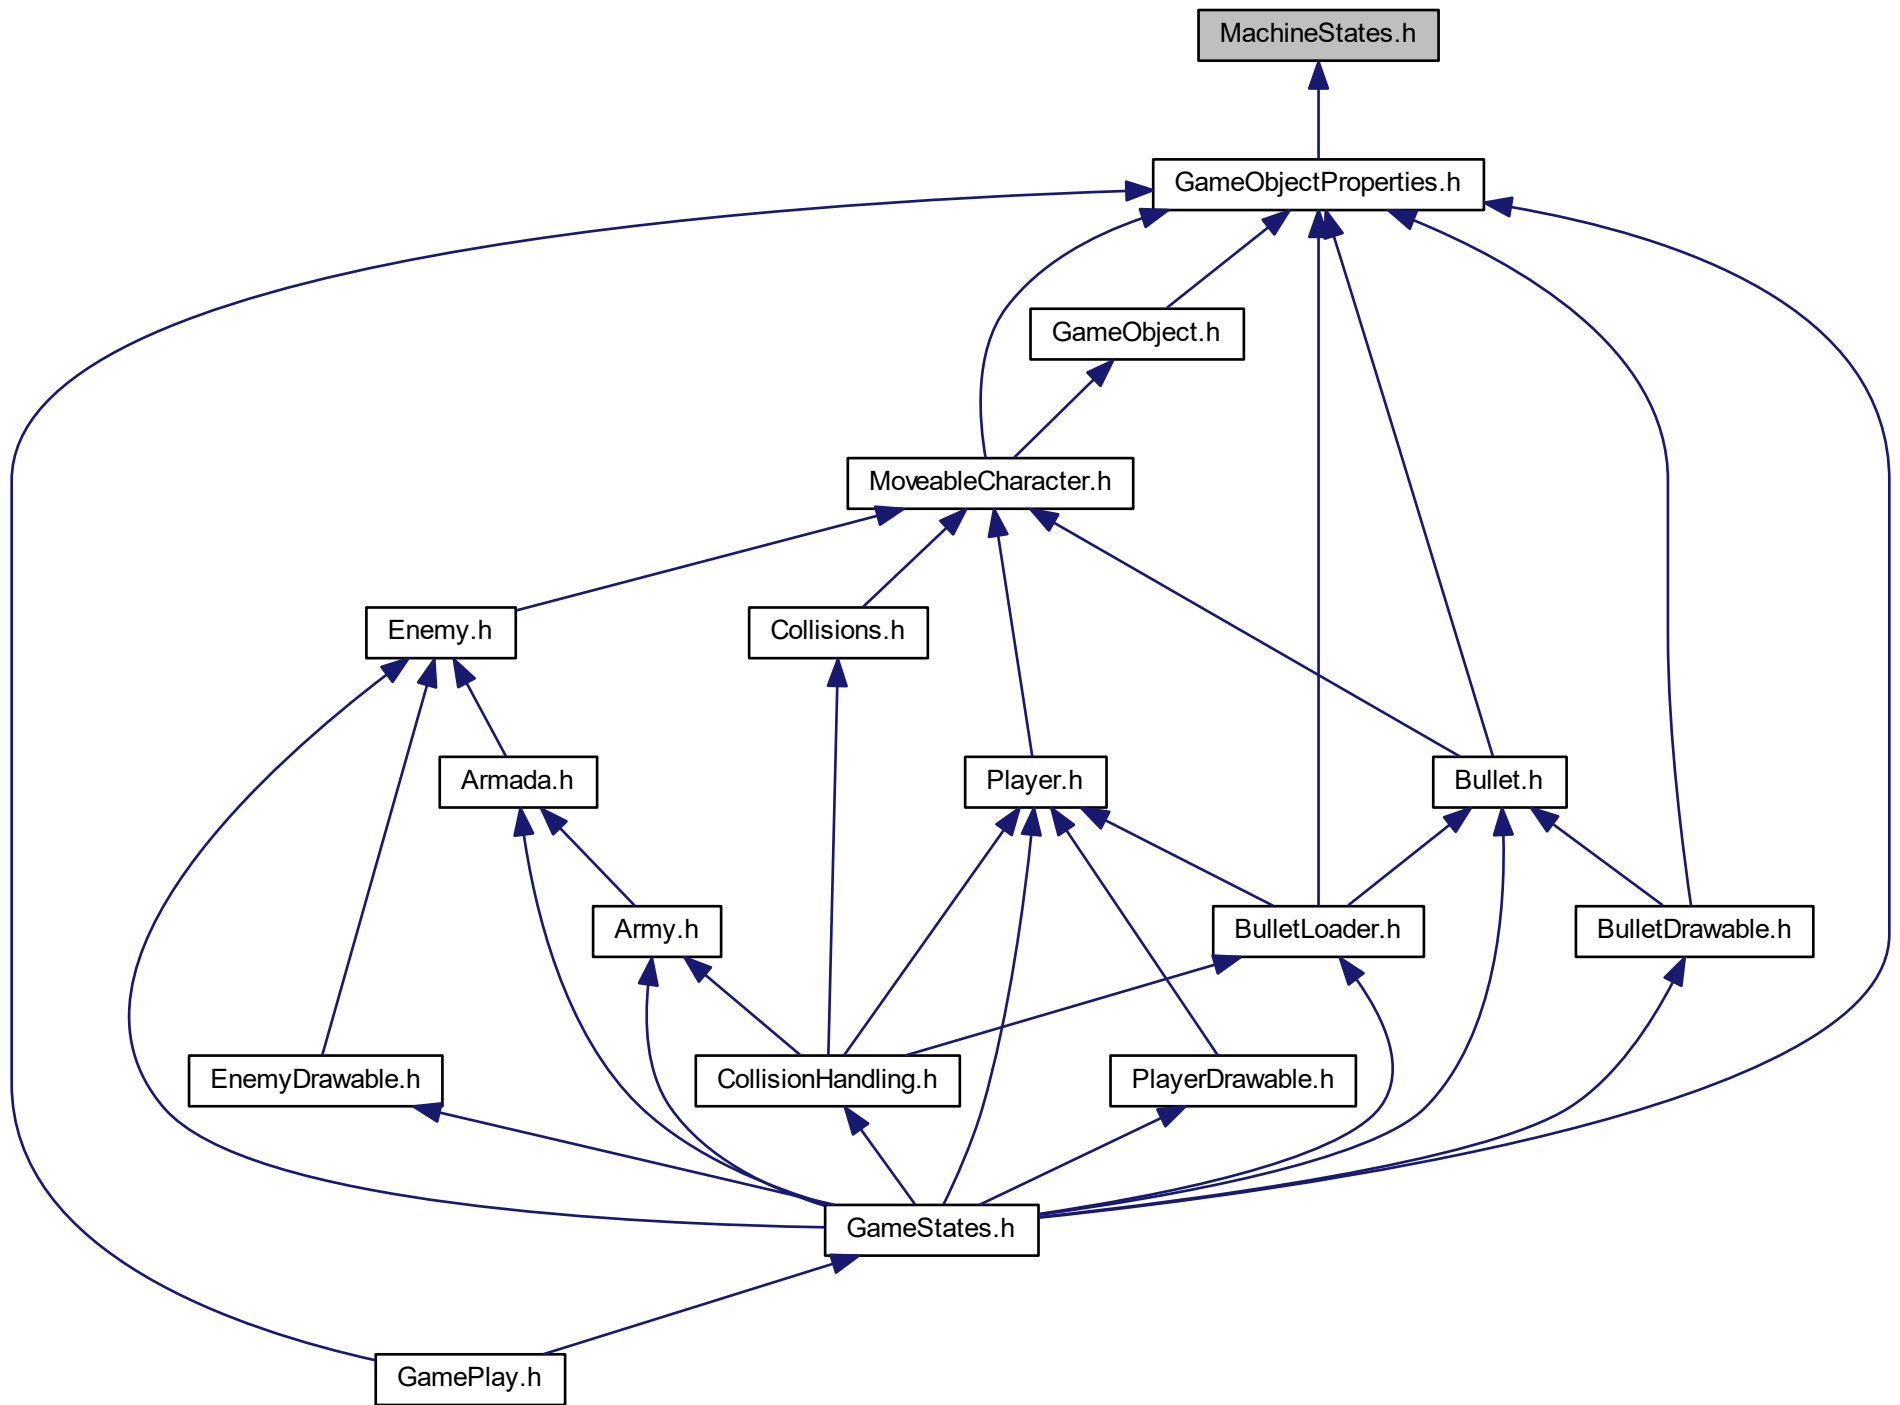 MachineStates.h
GameObjectProperties.h
GameObject.h
MoveableCharacter.h
Enemy.h
Collisions.h
Armada.h
Player.h
Bullet.h
Army.h
BulletLoader.h
BulletDrawable.h
EnemyDrawable.h
CollisionHandling.h
PlayerDrawable.h
GameStates.h
GamePlay.h